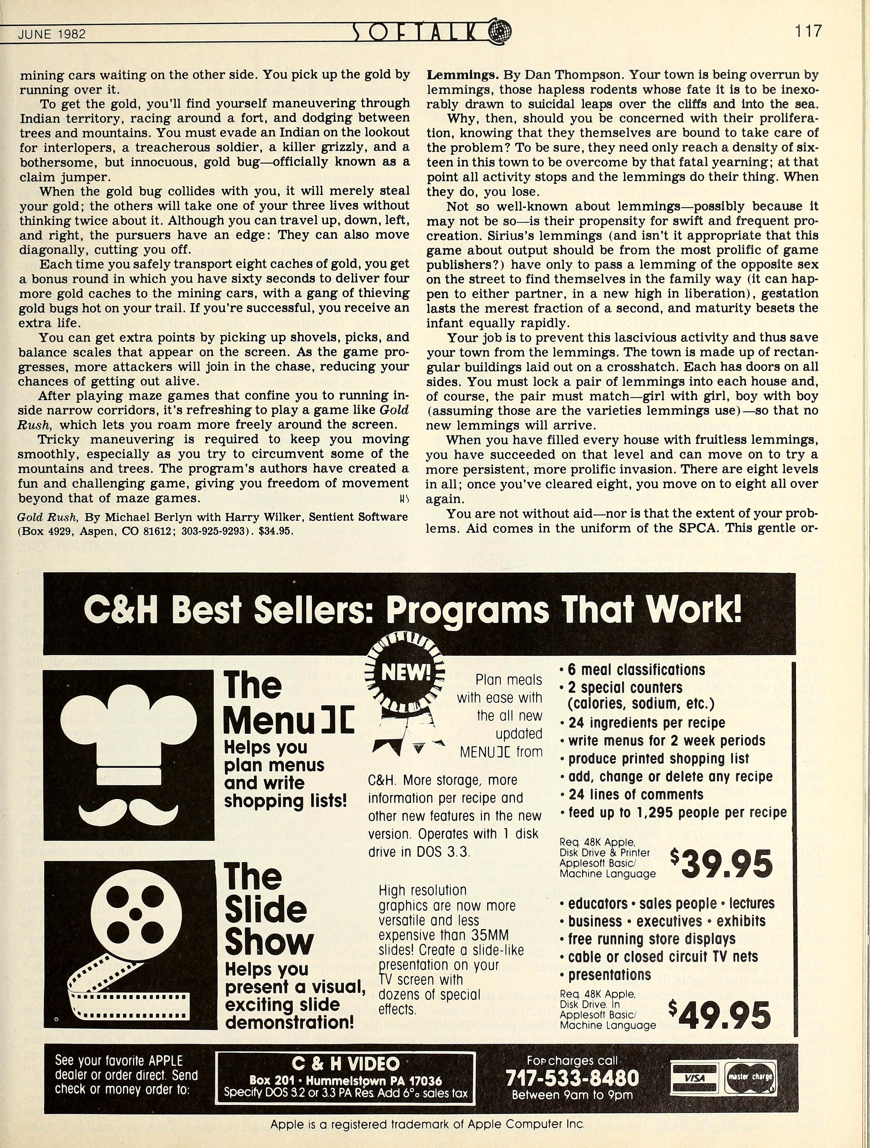 JUNE 1982
SOFTALK
117
mining cars waiting on the other side. You pick up the gold by
running over it.
To get the gold, you'll find yourself maneuvering through
Indian territory, racing around a fort, and dodging between
trees and mountains. You must evade an Indian on the lookout
for interlopers, a treacherous soldier, a killer grizzly, and a
bothersome, but innocuous, gold bug—officially known as a
claim jumper.
When the gold bug collides with you, it will merely steal
your gold; the others will take one of your three lives without
thinking twice about it. Although you can travel up, down, left,
and right, the pursuers have an edge: They can also move
diagonally, cutting you off.
Each time you safely transport eight caches of gold, you get
a bonus round in which you have sixty seconds to deliver four
more gold caches to the mining cars, with a gang of thieving
gold bugs hot on your trail. If you're successful, you receive an
extra life.
You can get extra points by picking up shovels, picks, and
balance scales that appear on the screen. As the game pro-
gresses, more attackers will join in the chase, reducing your
chances of getting out alive.
After playing maze games that confine you to running in-
side narrow corridors, it's refreshing to play a game like Gold
Rush, which lets you roam more freely around the screen.
Tricky maneuvering is required to keep you moving
smoothly, especially as you try to circumvent some of the
mountains and trees. The program's authors have created a
fun and challenging game, giving you freedom of movement
beyond that of maze games.
Gold Rush, By Michael Berlyn with Harry Wilker, Sentient Software
(Box 4929, Aspen, CO 81612; 303-925-9293). $34.95.
Lemmings. By Dan Thompson. Your town is being overrun by
lemmings, those hapless rodents whose fate it is to be inexo-
rably drawn to suicidal leaps over the cliffs and into the sea.
Why, then, should you be concerned with their prolifera-
tion, knowing that they themselves are bound to take care of
the problem? To be sure, they need only reach a density of six-
teen in this town to be overcome by that fatal yearning; at that
point all activity stops and the lemmings do their thing. When
they do, you lose.
Not so well-known about lemmings—possibly because it
may not be so—is their propensity for swift and frequent pro-
creation. Sirius's lemmings (and isn't it appropriate that this
game about output should be from the most prolific of game
publishers?) have only to pass a lemming of the opposite sex
on the street to find themselves in the family way (it can hap-
pen to either partner, in a new high in liberation), gestation
lasts the merest fraction of a second, and maturity besets the
infant equally rapidly.
Your job is to prevent this lascivious activity and thus save
your town from the lemmings. The town is made up of rectan-
gular buildings laid out on a crosshatch. Each has doors on all
sides. You must lock a pair of lemmings into each house and,
of course, the pair must match—girl with girl, boy with boy
(assuming those are the varieties lemmings use)—so that no
new lemmings will arrive.
When you have filled every house with fruitless lemmings,
you have succeeded on that level and can move on to try a
more persistent, more prolific invasion. There are eight levels
in all; once you've cleared eight, you move on to eight all over
again.
You are not without aid—nor is that the extent of your prob-
lems. Aid comes in the uniform of the SPCA. This gentle or-
C&H Best Sellers: Programs That Work!
The
Menu ][
Helps you
plan menus
and write
shopping lists!
NEW!
Plan meals
with ease with
the all new
updated
MENU][ from
C&H. More storage, more
information per recipe and
other new features in the new
version. Operates with 1 disk
drive in DOS 3.3.
• 6 meal classifications
• 2 special counters
(calories, sodium, etc.)
• 24 ingredients per recipe
• write menus for 2 week periods
• produce printed shopping list
• add, change or delete any recipe
• 24 lines of comments
• feed up to 1,295 people per recipe
Req. 48K Apple,
Disk Drive & Printer
Applesoft Basic/
Machine Language
$39.95
The
Slide
Show
Helps you
present a visual,
exciting slide
demonstration!
High resolution
graphics are now more
versatile and less
expensive than 35MM
slides! Create a slide-like
presentation on your
TV screen with
dozens of special
effects.
• educators • sales people • lectures
• business • executives • exhibits
• free running store displays
• cable or closed circuit TV nets
• presentations
Req. 48K Apple,
Disk Drive. In
Applesoft Basic/
Machine Language
$49.95
See your favorite APPLE
dealer or order direct. Send
check or money order to:
C & H VIDEO
Box 201 • Hummelstown PA 17036
Specify DOS 3.2 or 3.3 PA Res. Add 6% sales tax
For charges call
717-533-8480
Between 9am to 9pm
VISA
master charge
Apple is a registered trademark of Apple Computer Inc.